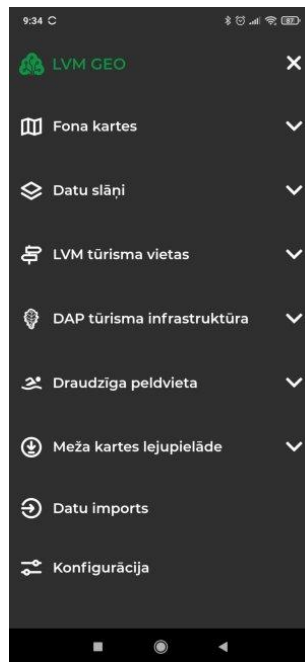 9:34
87
LVM GEO
Fona kartes
Datu slāņi
LVM tūrisma vietas
DAP tūrisma infrastruktūra
Draudzīga peldvieta
Meža kartes lejupielāde
Datu imports
Konfigurācija